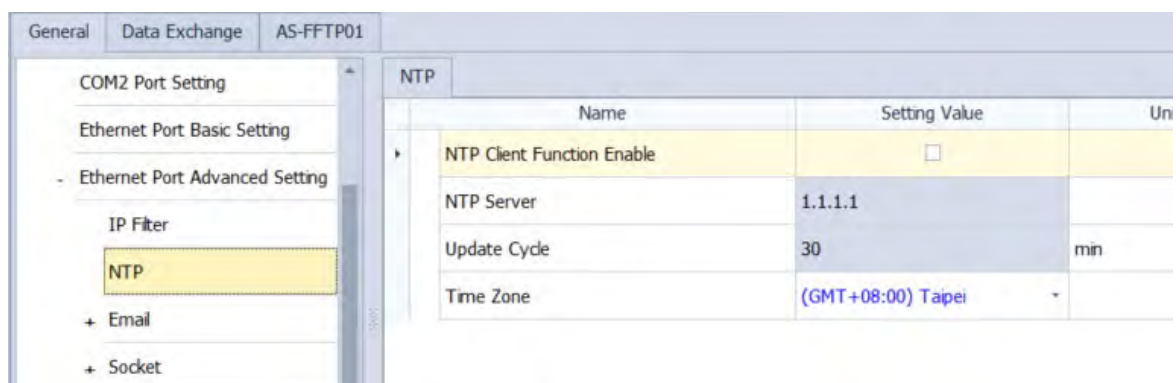 General Data Exchange AS-FFTP01
COM2 Port Setting
Ethernet Port Basic Setting
- Ethernet Port Advanced Setting
IP Filter
NTP
+ Email
+ Socket
NTP
Name Setting Value
NTP Client Function Enable
NTP Server 1.1.1.1
Update Cycle 30 min
Time Zone (GMT+08:00) Taipei